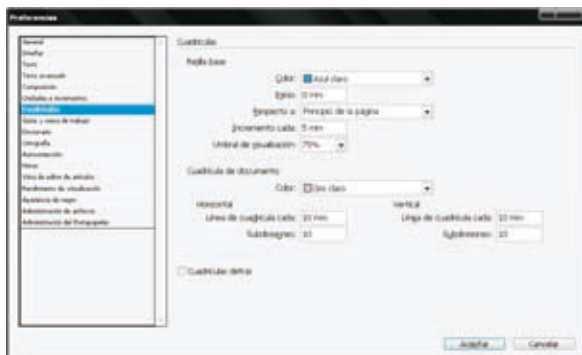 Preferencias
General
Interfaz
Texto
Texto avanzado
Composición
Unidades e incrementos
Cuadrículas
Guías y mesa de trabajo
Diccionario
Ortografía
Autocorrección
Notas
Vista de editor de artículos
Rendimiento de visualización
Apariencia de negro
Administración de archivos
Administración del Portapapeles
Cuadrículas
Rejilla base
Color: Azul claro
Inicio: 0 mm
Respecto a: Principio de la página
Incremento cada: 5 mm
Umbral de visualización: 75%
Cuadrícula de documento
Color: Gris claro
Horizontal Vertical
Línea de cuadrícula cada: 10 mm Línea de cuadrícula cada: 10 mm
Subdivisiones: 10 Subdivisiones: 10
Cuadrículas detrás
Aceptar Cancelar